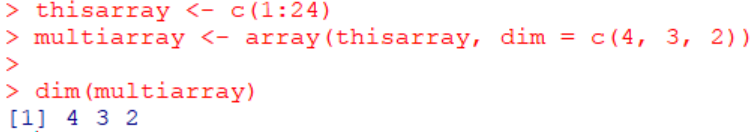 > thisarray <- c(1:24)
> multiarray <- array(thisarray, dim = c(4, 3, 2))
>
> dim(multiarray)
[1] 4 3 2